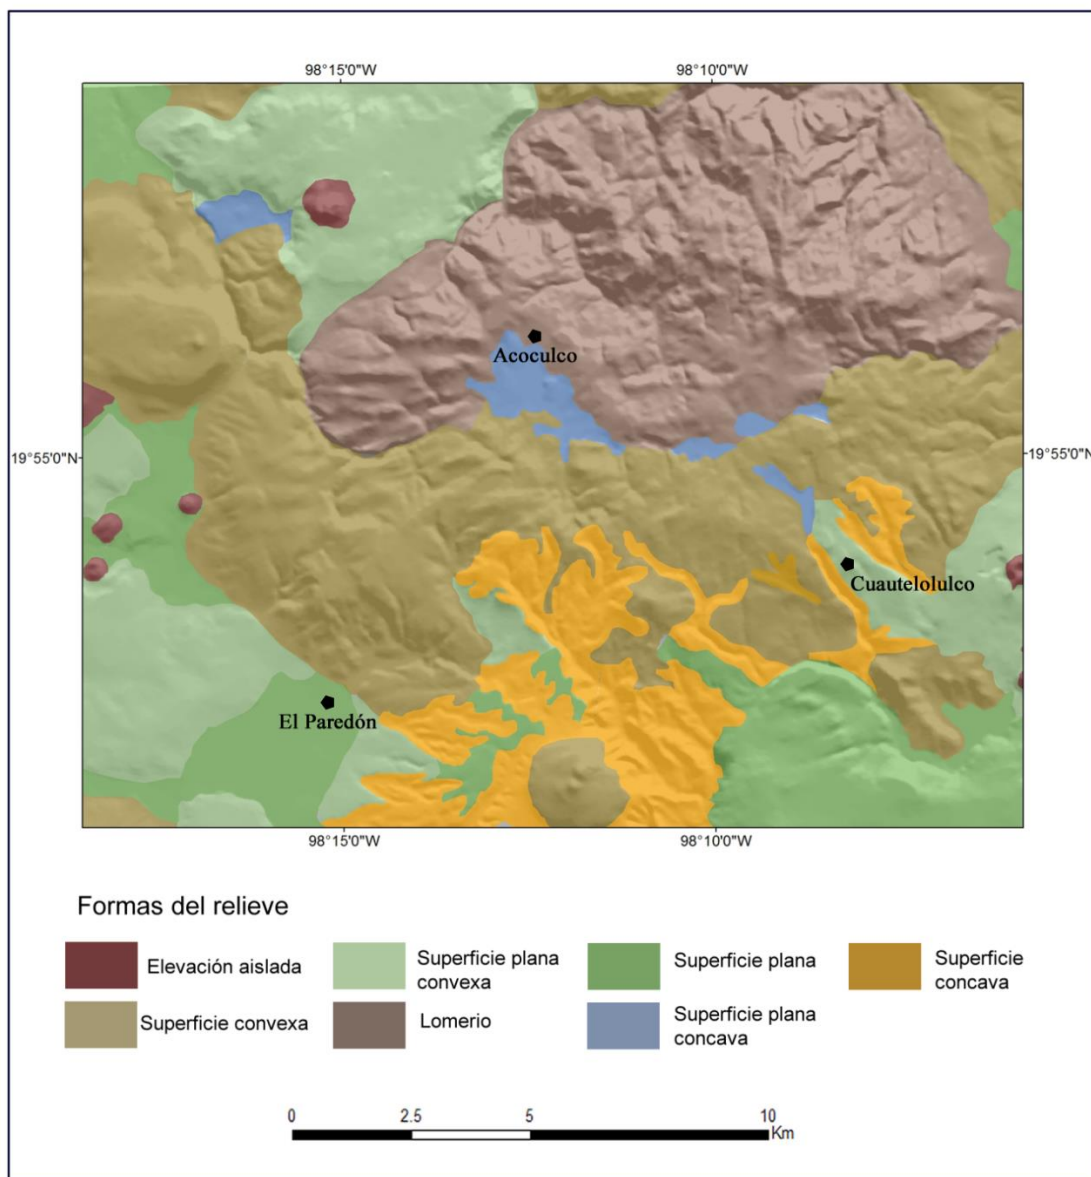 98°15'0"W
98°10'0"W
Acoculco
19°55'0"N
19°55'0"N
Cuautelolulco
El Paredón
98°15'0"W
98°10'0"W
Formas del relieve
Elevación aislada
Superficie plana
convexa
Superficie plana
Superficie
concava
Superficie convexa
Lomerio
Superficie plana
concava
0
2.5
5
10
Km